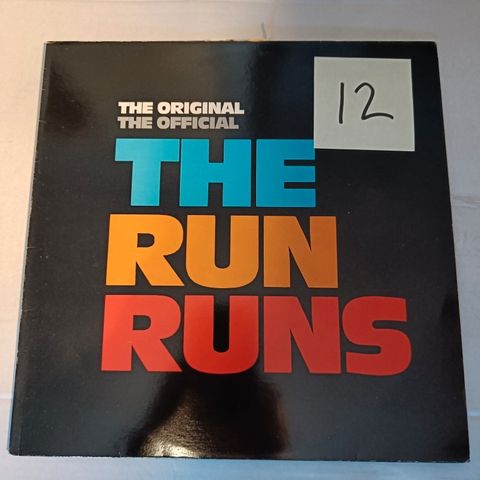 THE ORIGINAL
THE OFFICIAL
12
THE
RUN
RUNS